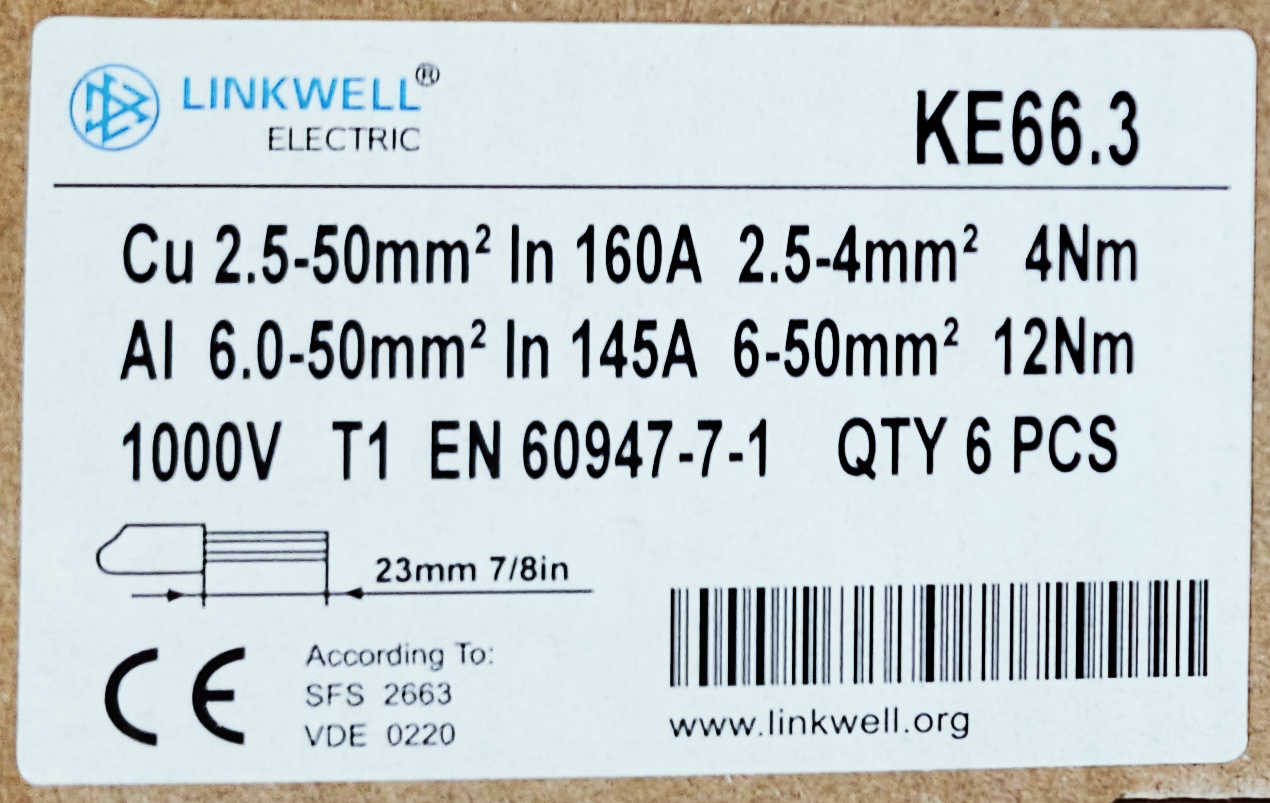 LINKWELL®
ELECTRIC
KE66.3
Cu 2.5-50mm² In 160A 2.5-4mm² 4Nm
Al 6.0-50mm² In 145A 6-50mm² 12Nm
1000V T1 EN 60947-7-1 QTY 6 PCS
23mm 7/8in
CE
According To:
SFS 2663
VDE 0220
www.linkwell.org